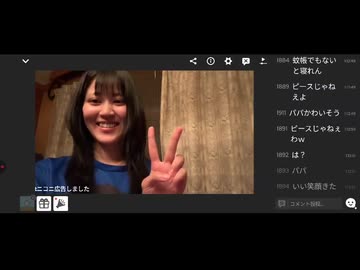 1884 蚊帳でもない
と寝れん
1889 ピースじゃね
えよ
1911 パパかわいそう
1891 ピースじゃねぇ
わw
1892 は？
1893 パパ
1894 いい笑顔きた
ニコニ広告しました
コメント投稿...